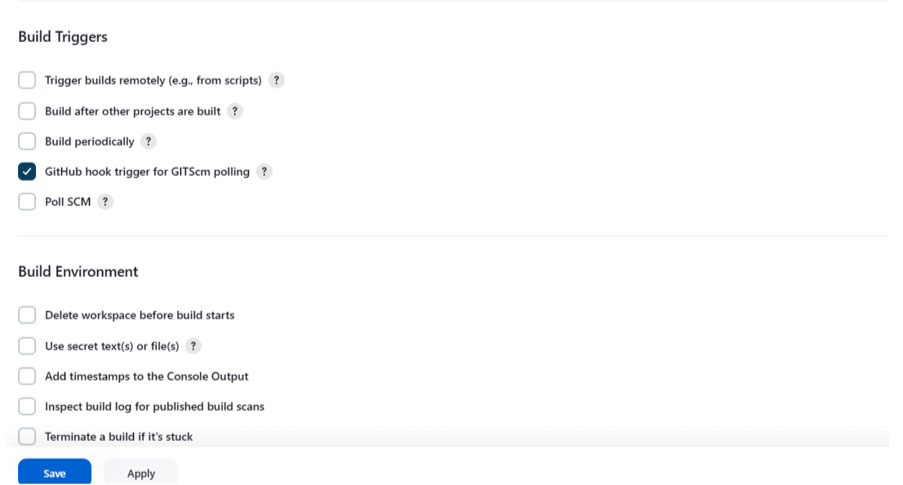 Build Triggers
Trigger builds remotely (e.g., from scripts) ?
Build after other projects are built ?
Build periodically ?
GitHub hook trigger for GITScm polling ?
Poll SCM ?
Build Environment
Delete workspace before build starts
Use secret text(s) or file(s) ?
Add timestamps to the Console Output
Inspect build log for published build scans
Terminate a build if it's stuck
Save Apply